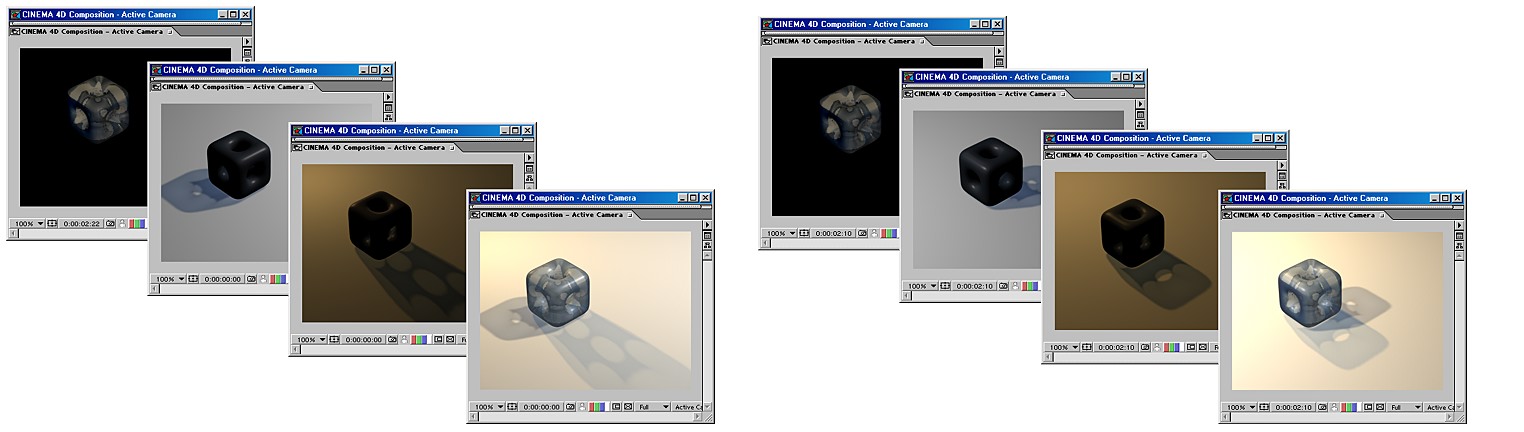 CINEMA 4D Composition - Active Camera
CINEMA 4D Composition - Active Camera
100% 0:00:02:22
CINEMA 4D Composition - Active Camera
CINEMA 4D Composition - Active Camera
100% 0:00:00:00
CINEMA 4D Composition - Active Camera
CINEMA 4D Composition - Active Camera
100% 0:00:00:00
CINEMA 4D Composition - Active Camera
CINEMA 4D Composition - Active Camera
100% 0:00:00:00 Full Active Ca
CINEMA 4D Composition - Active Camera
CINEMA 4D Composition - Active Camera
100% 0:00:02:10
CINEMA 4D Composition - Active Camera
CINEMA 4D Composition - Active Camera
100% 0:00:02:10
CINEMA 4D Composition - Active Camera
CINEMA 4D Composition - Active Camera
100% 0:00:02:10
CINEMA 4D Composition - Active Camera
CINEMA 4D Composition - Active Camera
100% 0:00:02:10 Full Active Ca